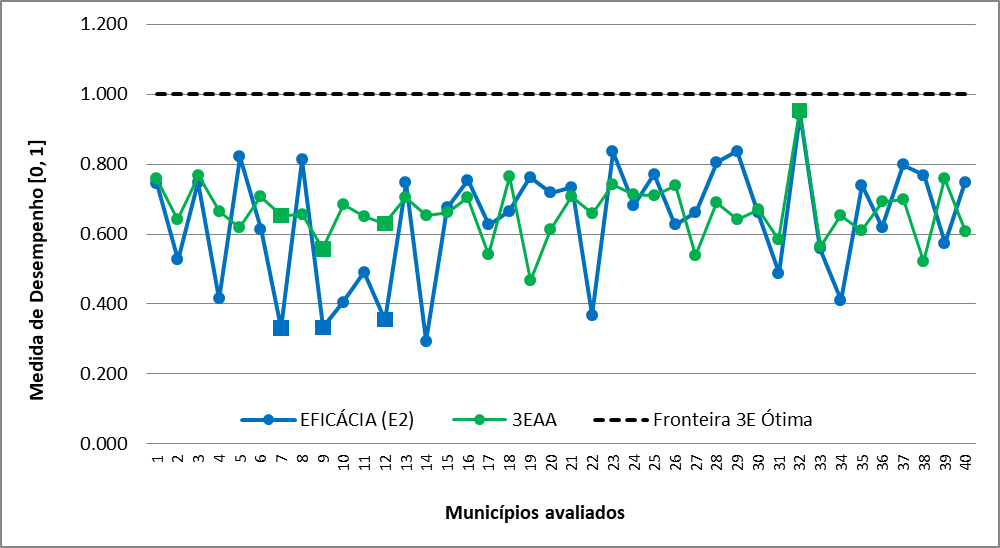 1.200
1.000
0.800
0.600
0.400
0.200
0.000
Medida de Desempenho [0, 1]
EFICÁCIA (E2) 3EAA Fronteira 3E Ótima
1 2 3 4 5 6 7 8 9 10 11 12 13 14 15 16 17 18 19 20 21 22 23 24 25 26 27 28 29 30 31 32 33 34 35 36 37 38 39 40
Municípios avaliados